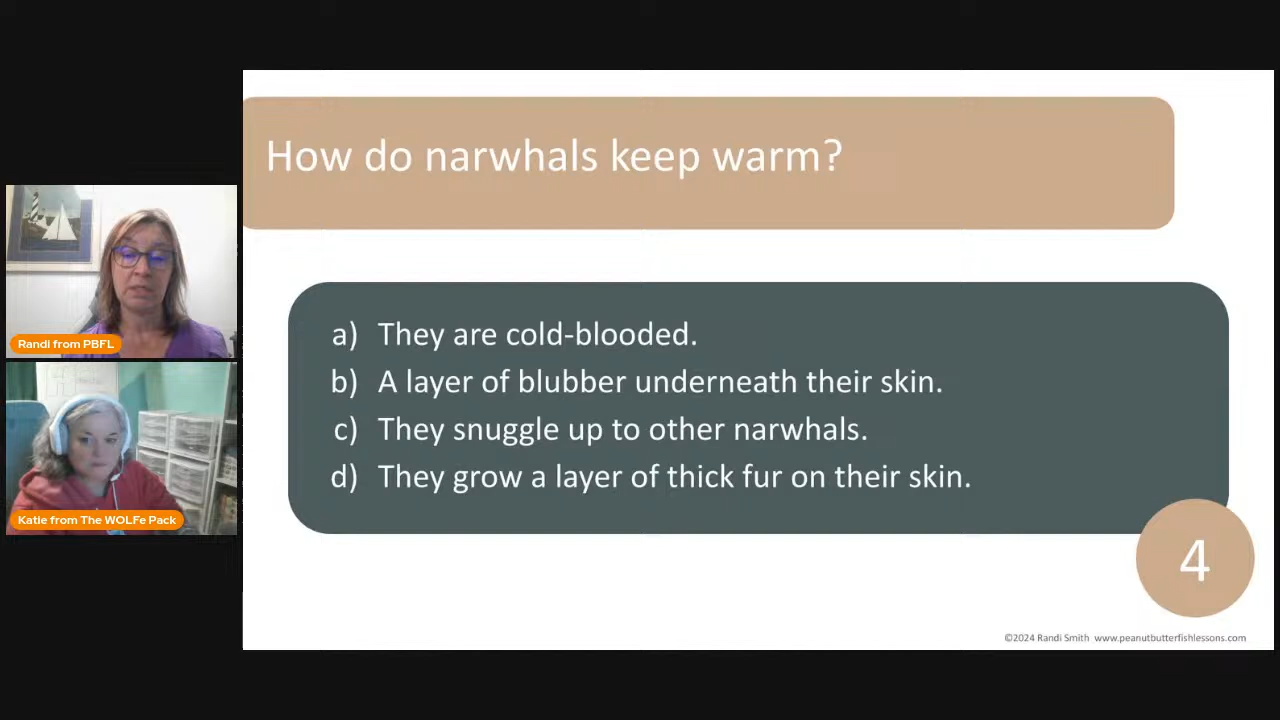 How do narwhals keep warm?
a) They are cold-blooded.
b) A layer of blubber underneath their skin.
c) They snuggle up to other narwhals.
d) They grow a layer of thick fur on their skin.
4
©2024 Randi Smith www.peanutbutterfishlessons.com
Randi from PBFL
Katie from The WOLFe Pack